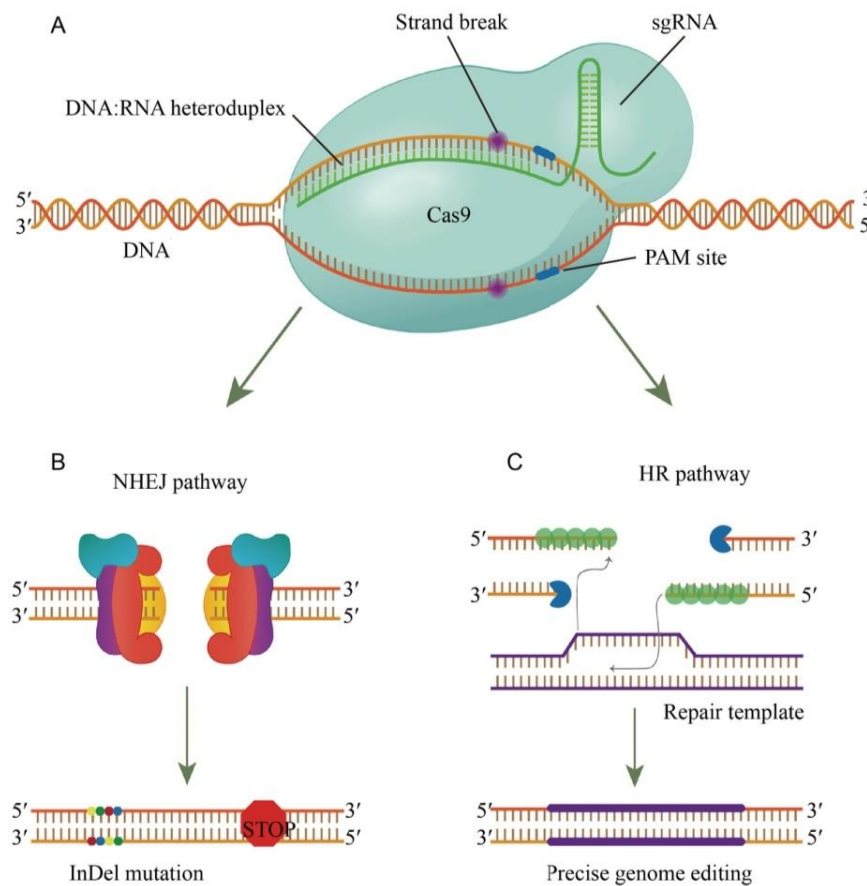 A
Strand break
sgRNA
DNA:RNA heteroduplex
5′
3′
3′
5′
Cas9
DNA
PAM site
B
NHEJ pathway
5′
3′
3′
5′
5′
3′
STOP
3′
5′
InDel mutation
C
HR pathway
5′
3′
3′
5′
Repair template
5′
3′
3′
5′
Precise genome editing